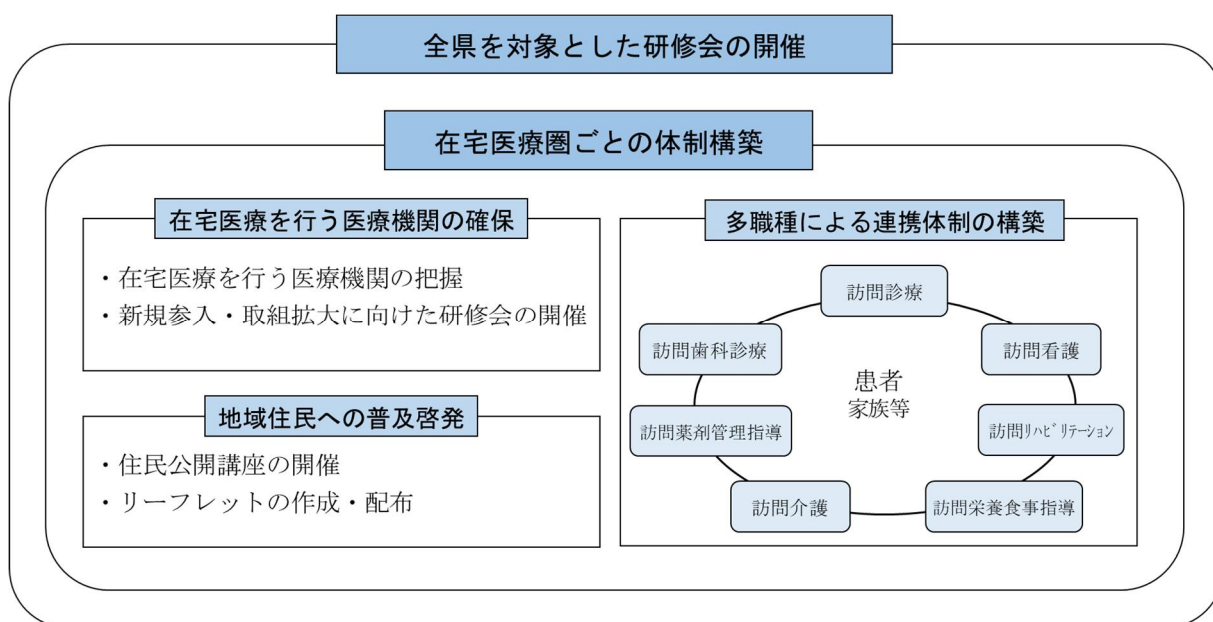 全県を対象とした研修会の開催
在宅医療圏ごとの体制構築
在宅医療を行う医療機関の確保
・在宅医療を行う医療機関の把握
・新規参入・取組拡大に向けた研修会の開催
地域住民への普及啓発
・住民公開講座の開催
・リーフレットの作成・配布
多職種による連携体制の構築
訪問診療
訪問歯科診療
訪問看護
患者
家族等
訪問薬剤管理指導
訪問ﾘﾊﾋﾞﾘﾃｰｼｮﾝ
訪問介護
訪問栄養食事指導